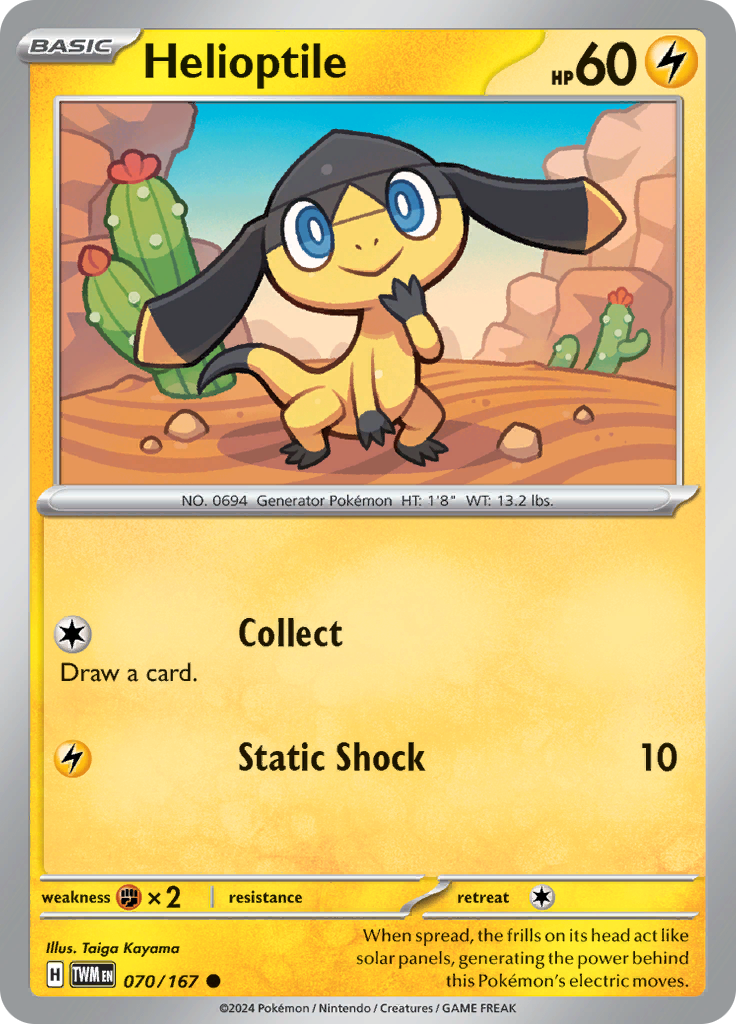 BASIC
Helioptile
HP 60
NO. 0694 Generator Pokémon HT: 1'8" WT: 13.2 lbs.
Collect
Draw a card.
Static Shock 10
weakness ×2 resistance retreat
Illus. Taiga Kayama
H TWM EN 070/167
When spread, the frills on its head act like
solar panels, generating the power behind
this Pokémon's electric moves.
©2024 Pokémon / Nintendo / Creatures / GAME FREAK